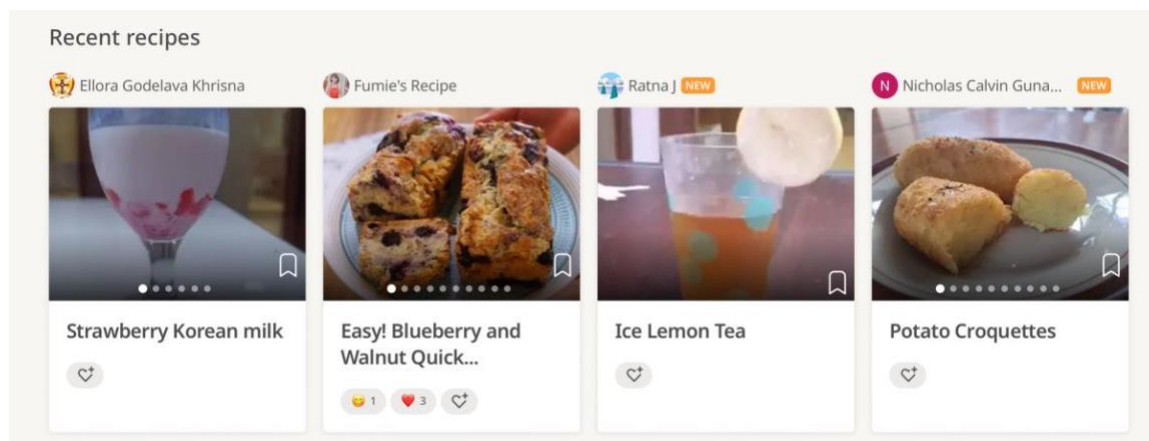 Recent recipes
Ellora Godelava Khrisna
Fumie's Recipe
Ratna J NEW
N Nicholas Calvin Guna... NEW
Strawberry Korean milk
Easy! Blueberry and
Walnut Quick...
1 3
Ice Lemon Tea
Potato Croquettes